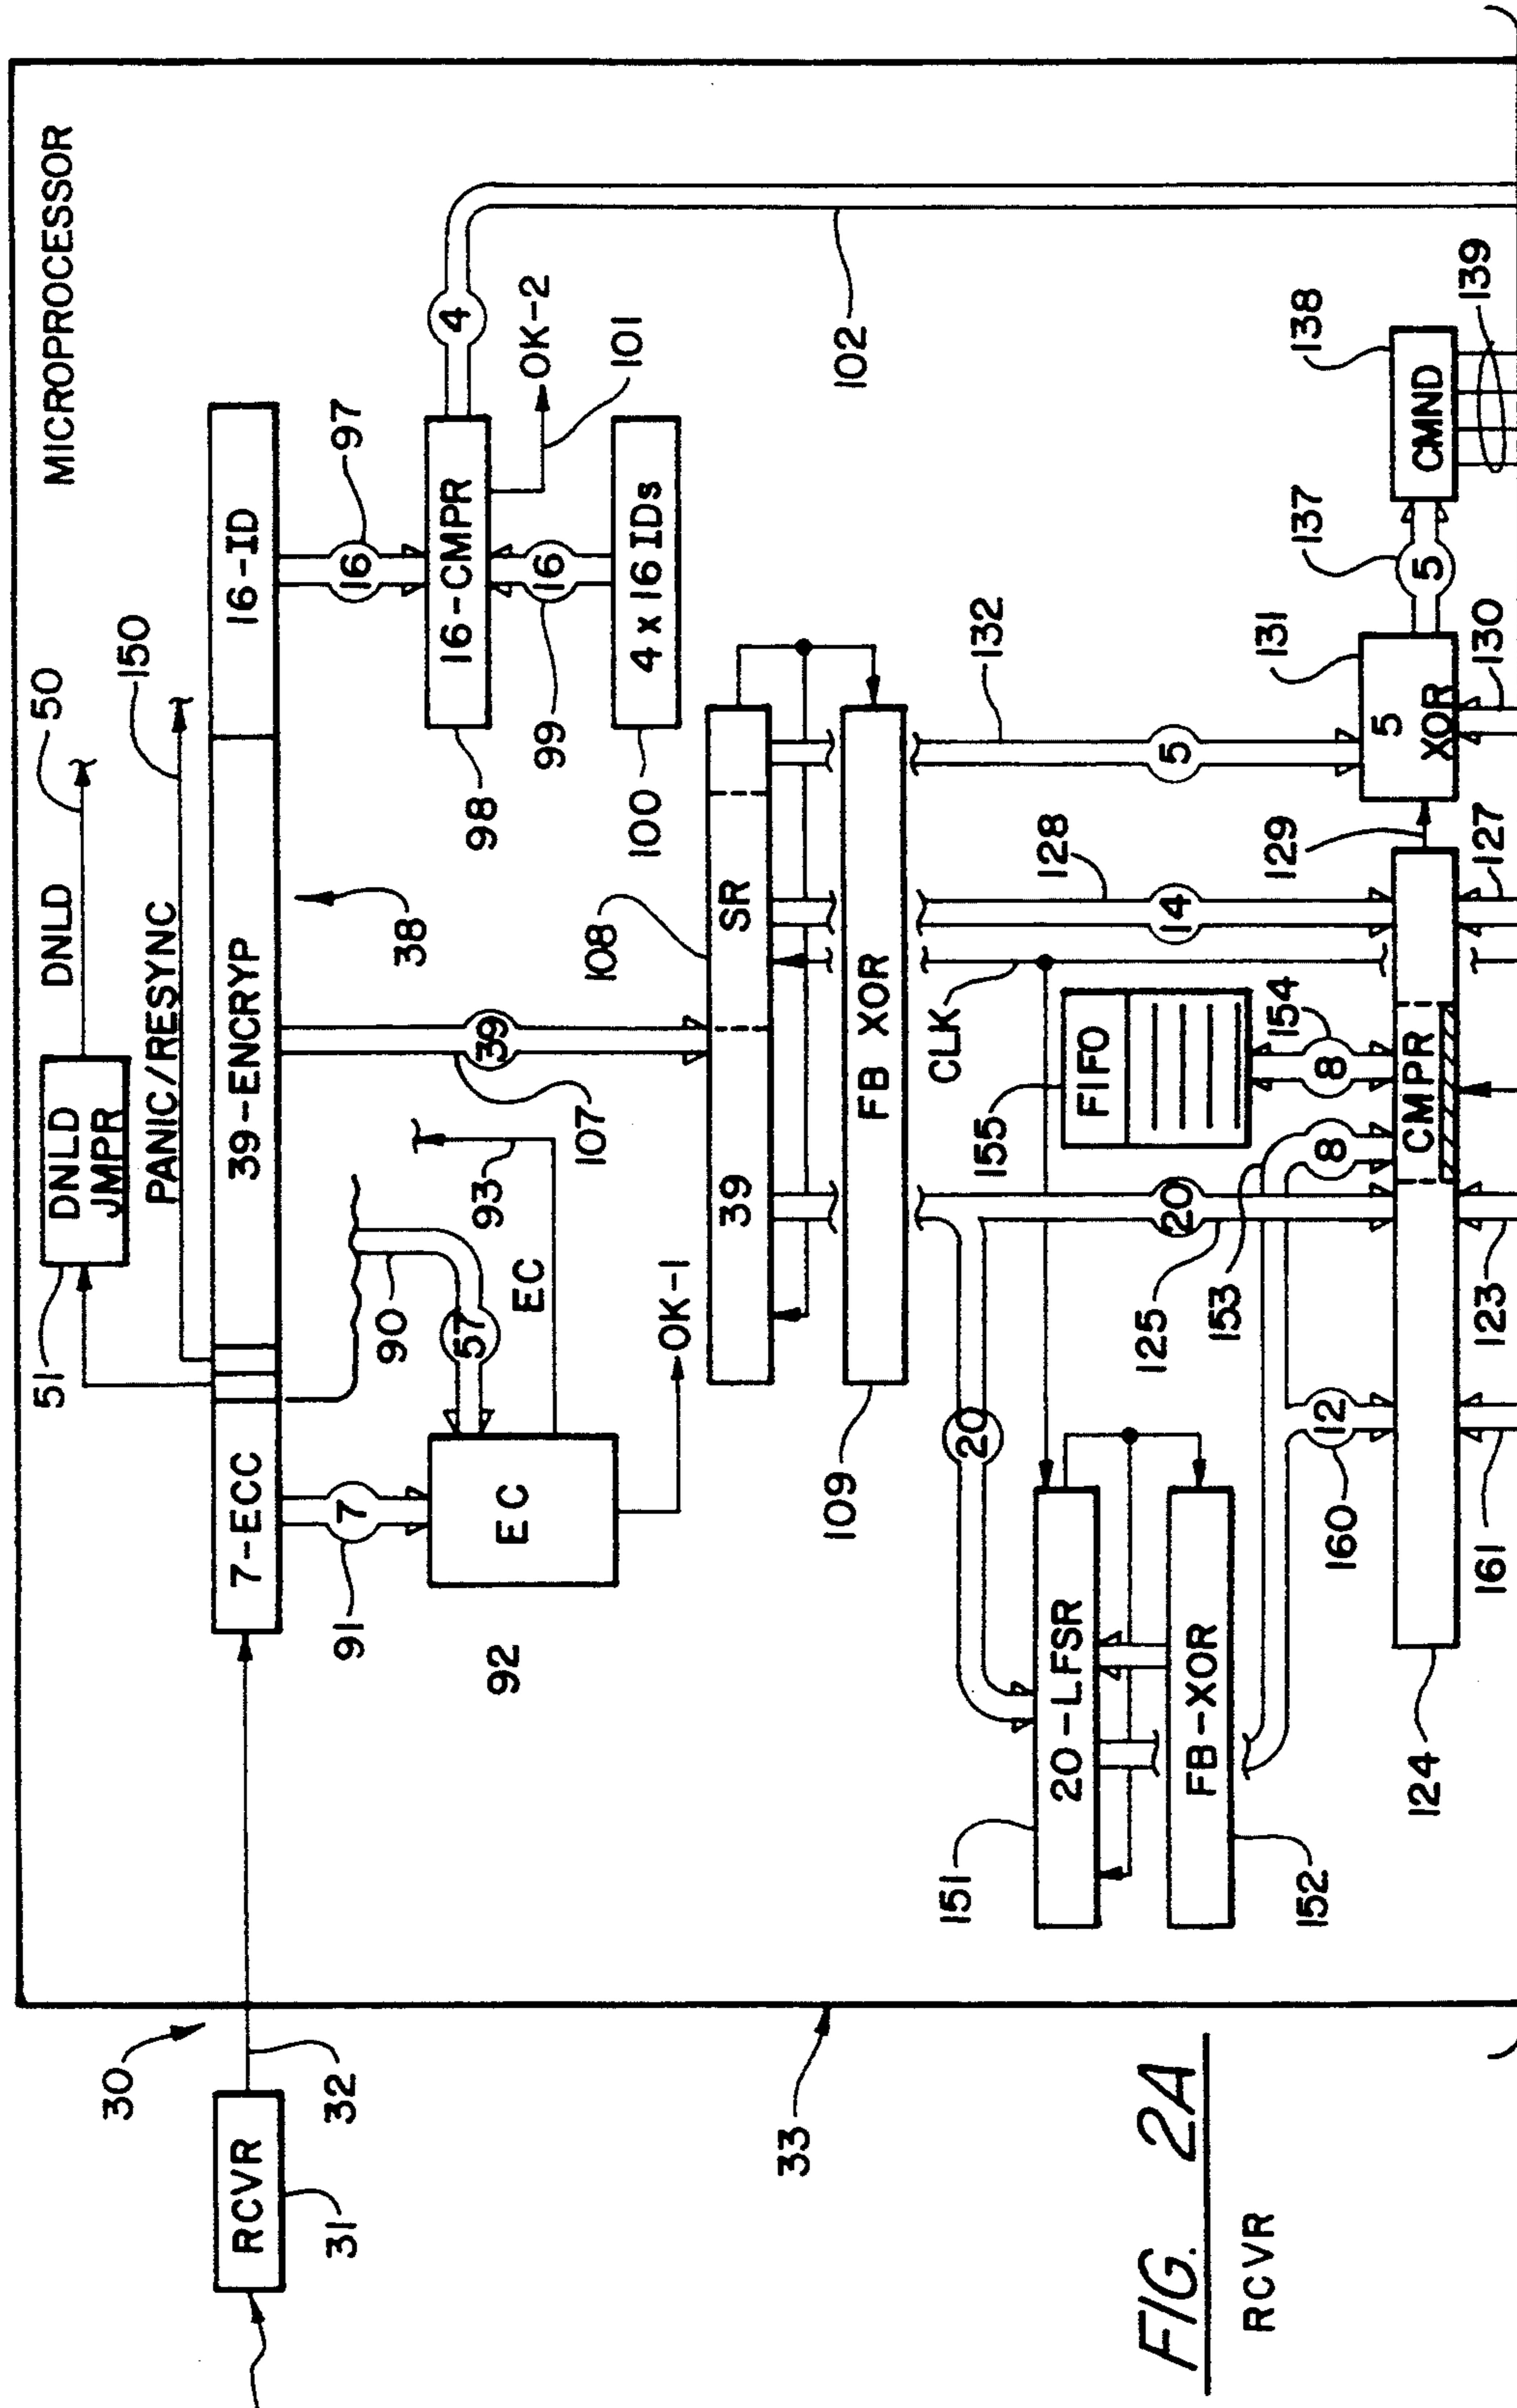 MICROPROCESSOR
50
150
DNLD
PANIC/RESYNC
51
DNLD
JMPR
7-ECC
39-ENCRYP
16-ID
38
30
32
RCVR
31
91
7
92
EC
90
57
EC
93
OK-1
107
39
97
16
16-CMPR
98
4
OK-2
101
99
16
4 x 16 IDs
100
102
108
39
SR
FB XOR
109
33
CLK
155
FIFO
20
151
20-LFSR
FB-XOR
152
128
14
132
5
20
125
153
8
154
8
12
160
124
CMPR
129
131
5
XOR
137
5
138
CMND
139
161
123
127
130
FIG. 2A
RCVR